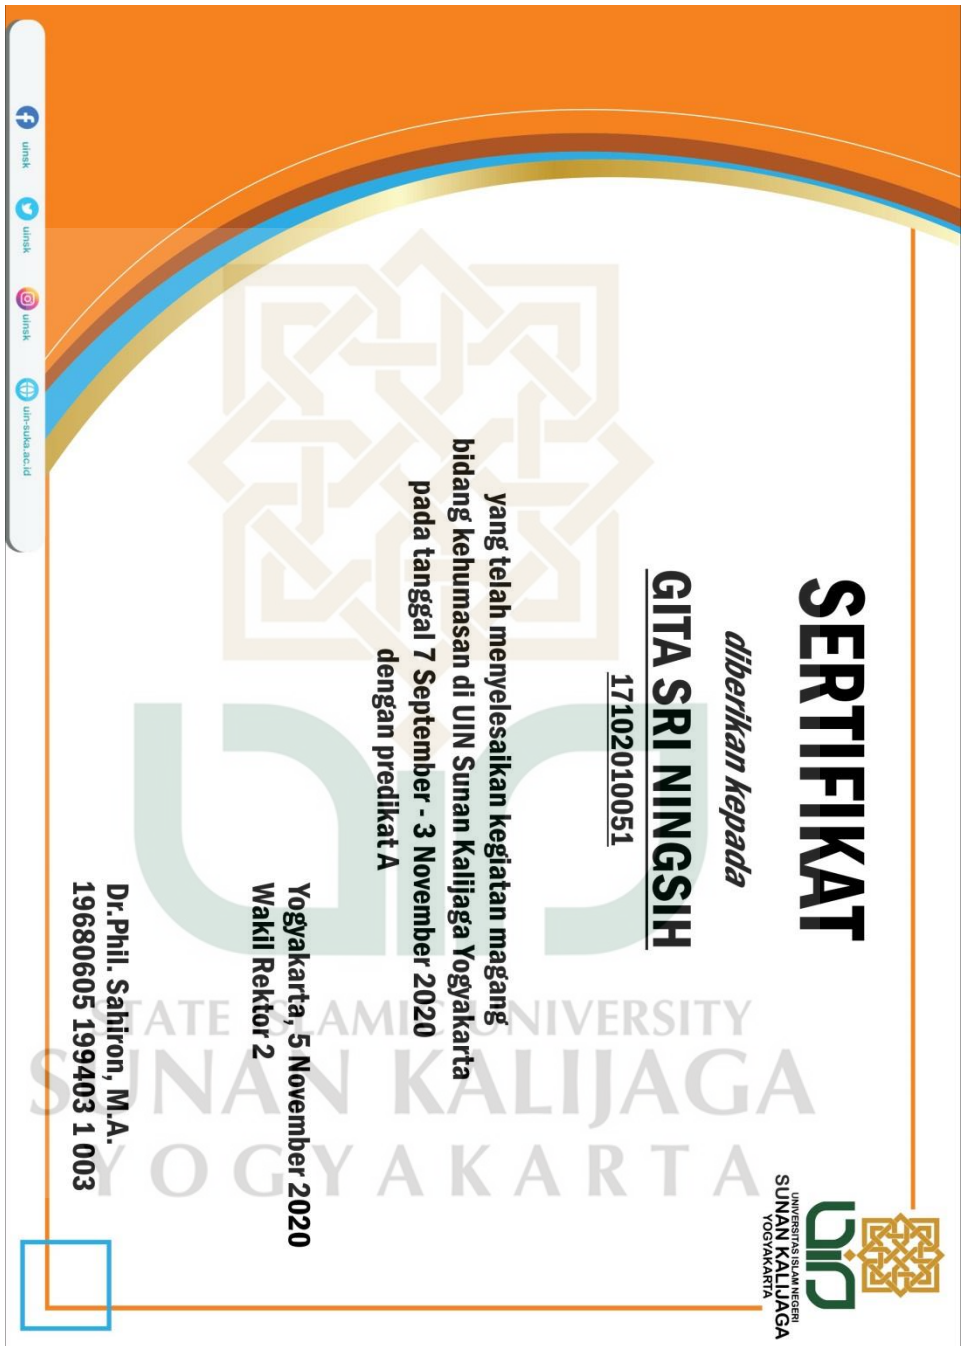 UNIVERSITAS ISLAM NEGERI
SUNAN KALIJAGA
YOGYAKARTA
SERTIFIKAT
diberikan kepada
GITA SRI NINGSIH
17102010051
yang telah menyelesaikan kegiatan magang
bidang kehumasan di UIN Sunan Kalijaga Yogyakarta
pada tanggal 7 September - 3 November 2020
dengan predikat A
Yogyakarta, 5 November 2020
Wakil Rektor 2
Dr.Phil. Sahiron, M.A.
19680605 199403 1 003
uinsk
uinsk
uinsk
uin-suka.ac.id
STATE ISLAMIC UNIVERSITY
SUNAN KALIJAGA
YOGYAKARTA